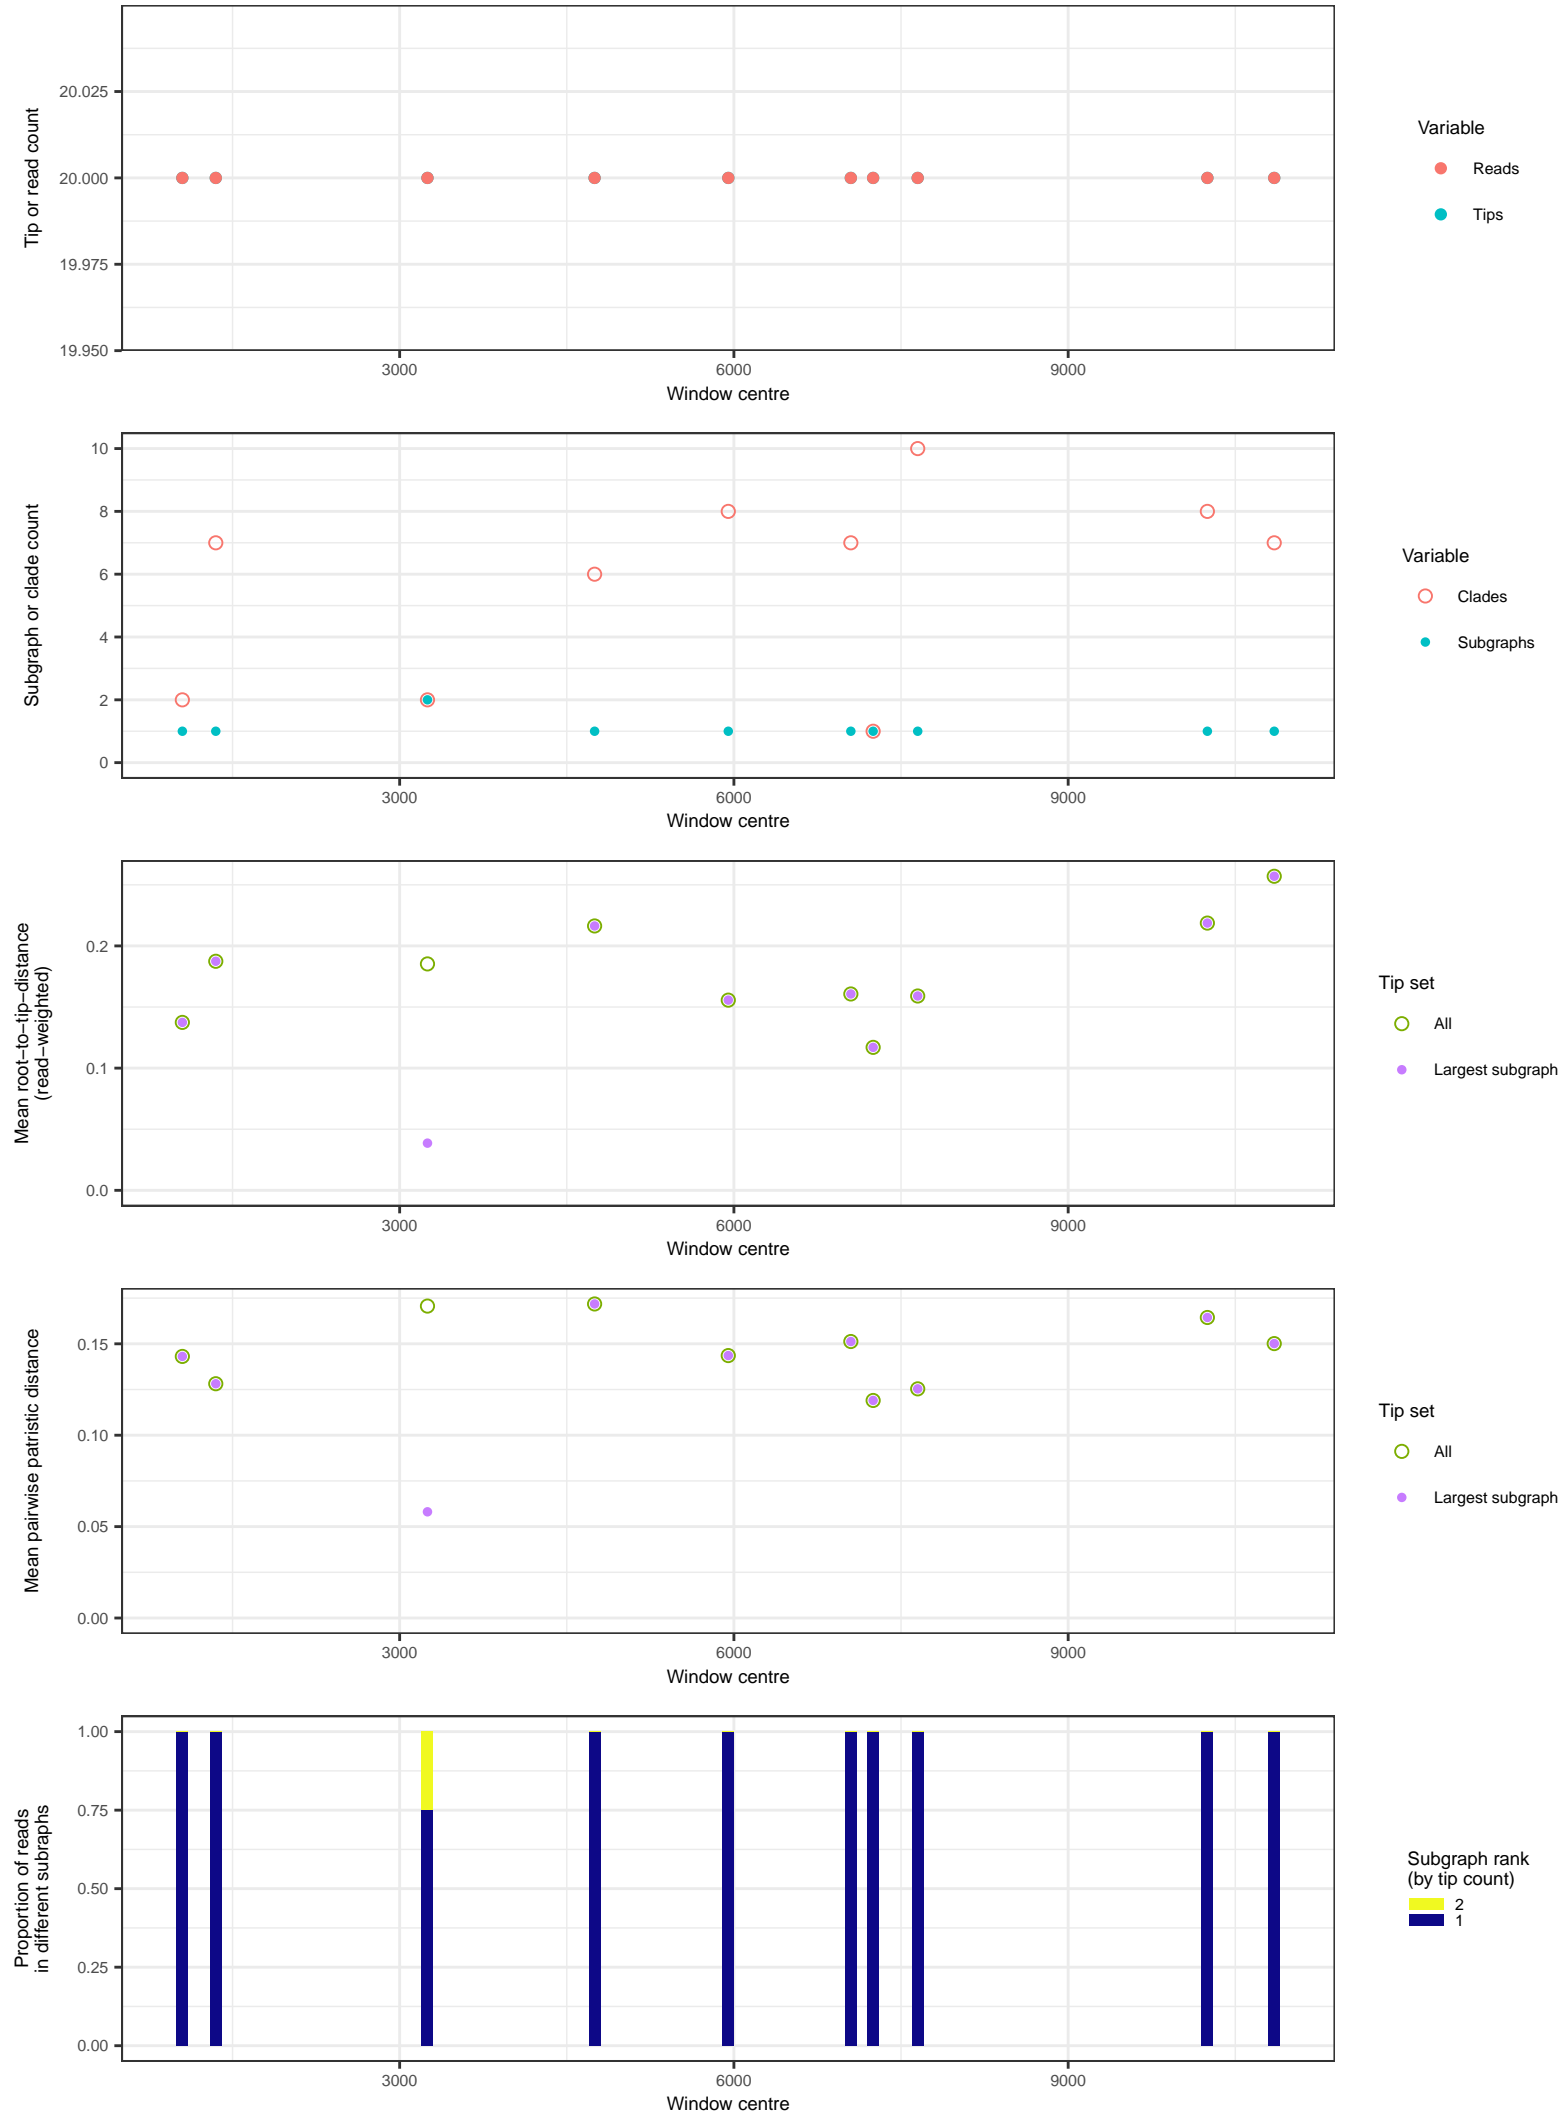 Tip or read count
20.025
20.000
19.975
19.950
3000
6000
9000
Window centre
Variable
Reads
Tips
Subgraph or clade count
10
8
6
4
2
0
3000
6000
9000
Window centre
Variable
Clades
Subgraphs
Mean root−to−tip−distance
(read−weighted)
0.2
0.1
0.0
3000
6000
9000
Window centre
Tip set
All
Largest subgraph
Mean pairwise patristic distance
0.15
0.10
0.05
0.00
3000
6000
9000
Window centre
Tip set
All
Largest subgraph
Proportion of reads
in different subraphs
1.00
0.75
0.50
0.25
0.00
3000
6000
9000
Window centre
Subgraph rank
(by tip count)
2
1